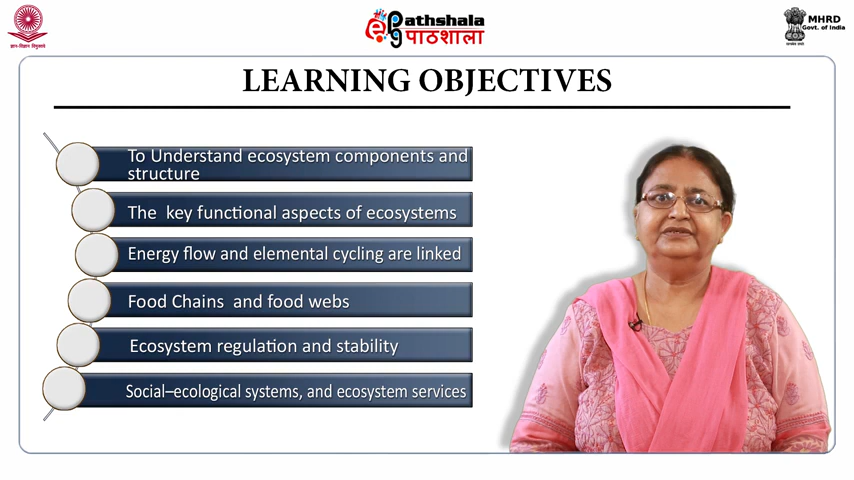 Pathshala
पाठशाला
MHRD
Govt. of India
ज्ञान-विज्ञान विमुक्तये
LEARNING OBJECTIVES
To Understand ecosystem components and
structure
The key functional aspects of ecosystems
Energy flow and elemental cycling are linked
Food Chains and food webs
Ecosystem regulation and stability
Social–ecological systems, and ecosystem services